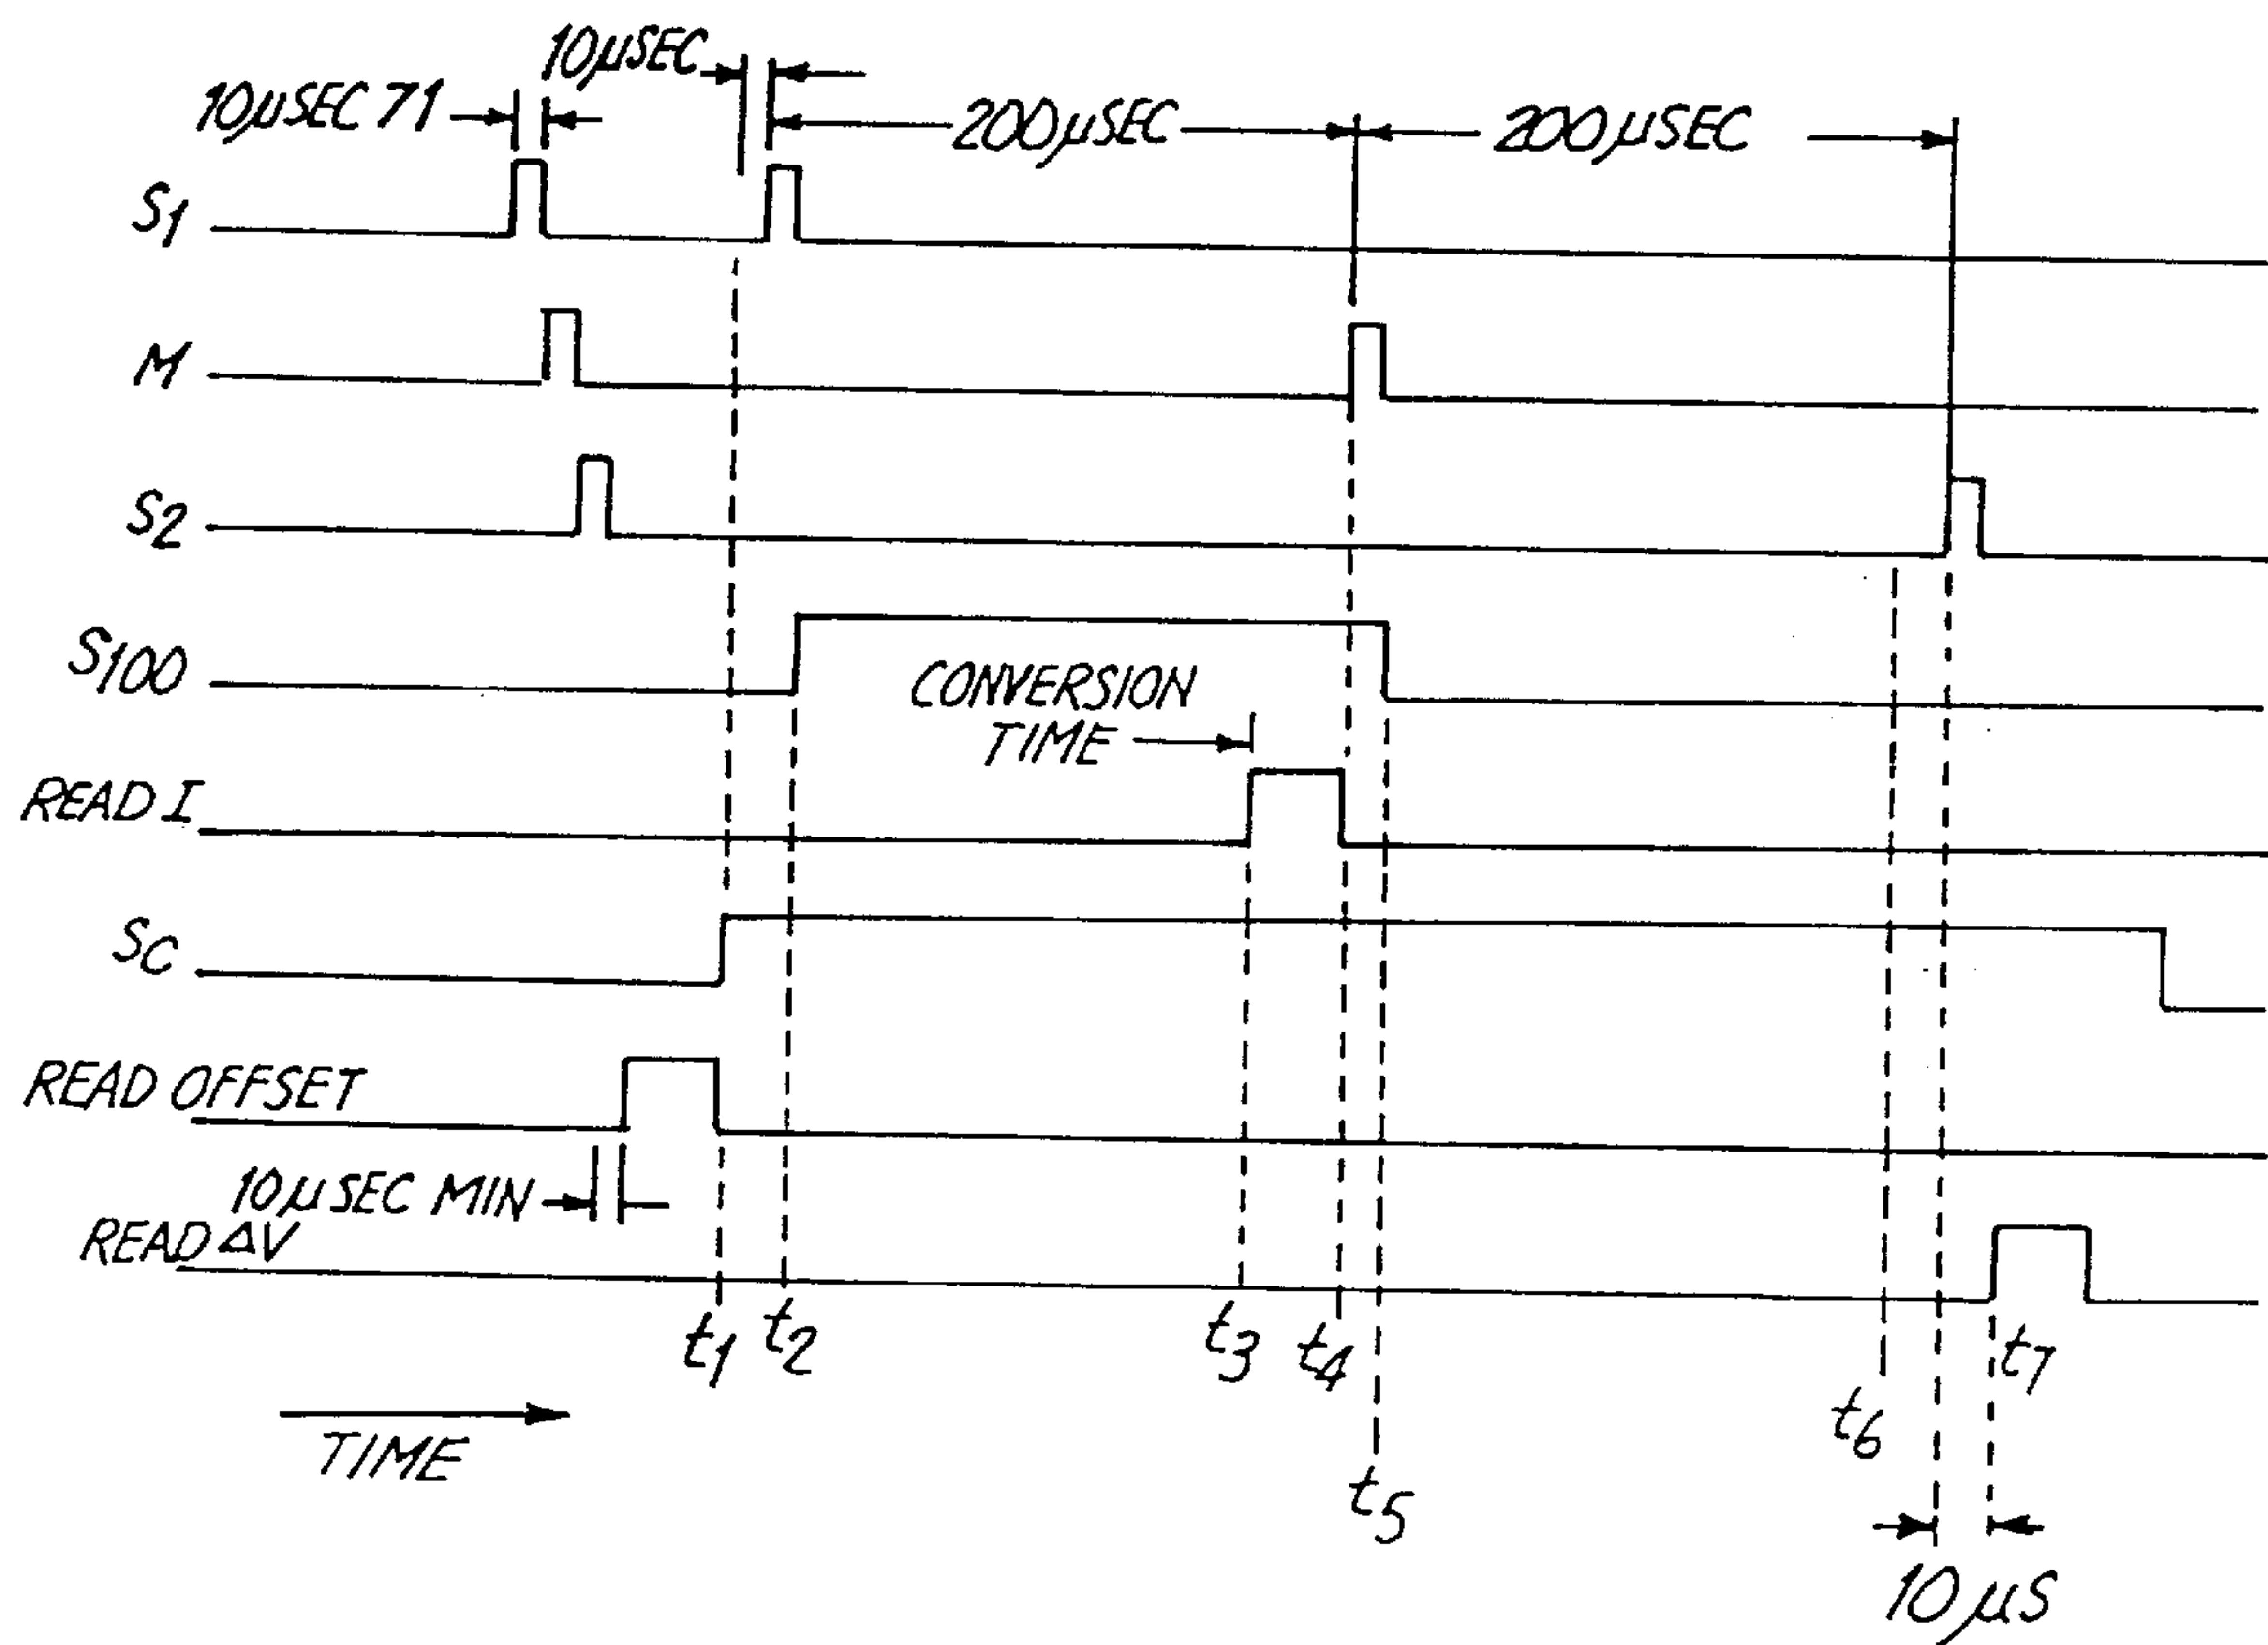 10µSEC
10µSEC 71
200µSEC
200µSEC
S1
M
S2
S100
CONVERSION
TIME
READ I
SC
READ OFFSET
10µSEC MIN
READ ΔV
t1
t2
t3
t4
t7
t6
TIME
t5
10µS